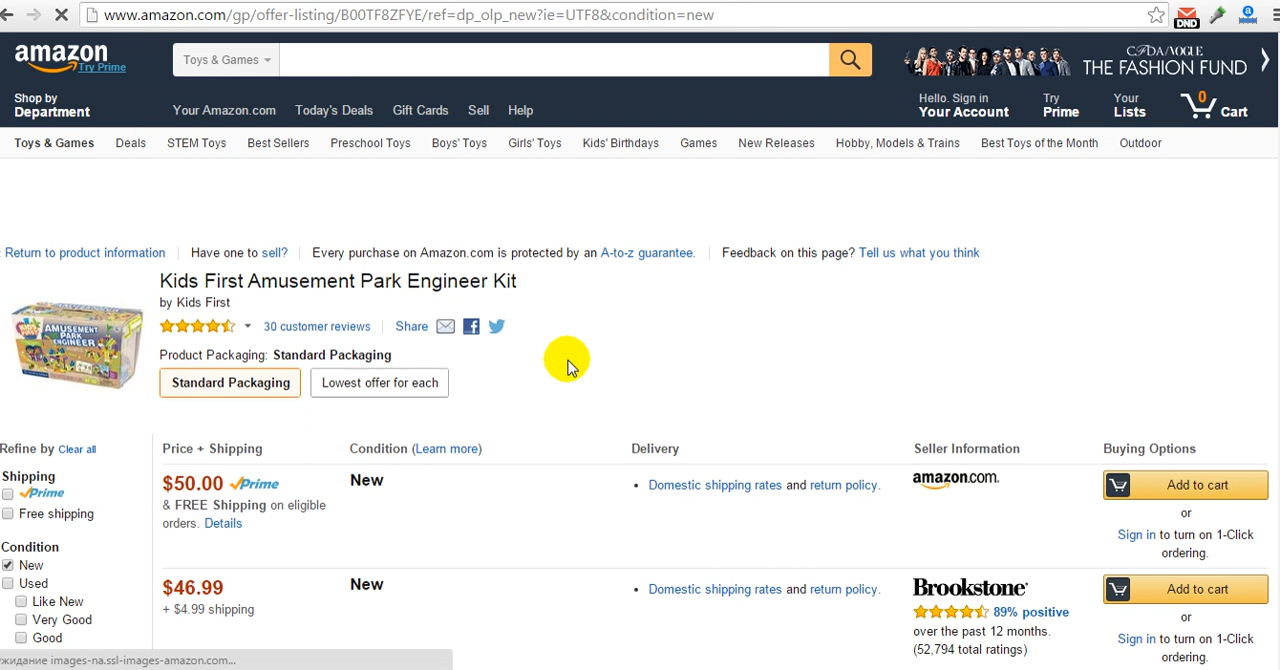 www.amazon.com/gp/offer-listing/B00TF8ZFYE/ref=dp_olp_new?ie=UTF8&condition=new
DND
a
amazon
Try Prime
Toys & Games
CFDA/VOGUE
THE FASHION FUND
Shop by
Department
Your Amazon.com Today's Deals Gift Cards Sell Help
Hello. Sign in
Your Account
Try
Prime
Your
Lists
0
Cart
Toys & Games Deals STEM Toys Best Sellers Preschool Toys Boys' Toys Girls' Toys Kids' Birthdays Games New Releases Hobby, Models & Trains Best Toys of the Month Outdoor
Return to product information Have one to sell? Every purchase on Amazon.com is protected by an A-to-z guarantee. Feedback on this page? Tell us what you think
Kids First Amusement Park Engineer Kit
by Kids First
KIDS FIRST
AMUSEMENT
PARK
ENGINEER
30 customer reviews Share
Product Packaging: Standard Packaging
Standard Packaging Lowest offer for each
Refine by Clear all
Price + Shipping Condition (Learn more) Delivery Seller Information Buying Options
Shipping
Prime
Free shipping
Condition
New
Used
Like New
Very Good
Good
$50.00 Prime
& FREE Shipping on eligible
orders. Details
New
• Domestic shipping rates and return policy.
amazon.com.
Add to cart
or
Sign in to turn on 1-Click
ordering.
$46.99
+ $4.99 shipping
New
• Domestic shipping rates and return policy.
Brookstone
89% positive
over the past 12 months.
(52,794 total ratings)
Add to cart
or
Sign in to turn on 1-Click
ordering.
жидание images-na.ssl-images-amazon.com...